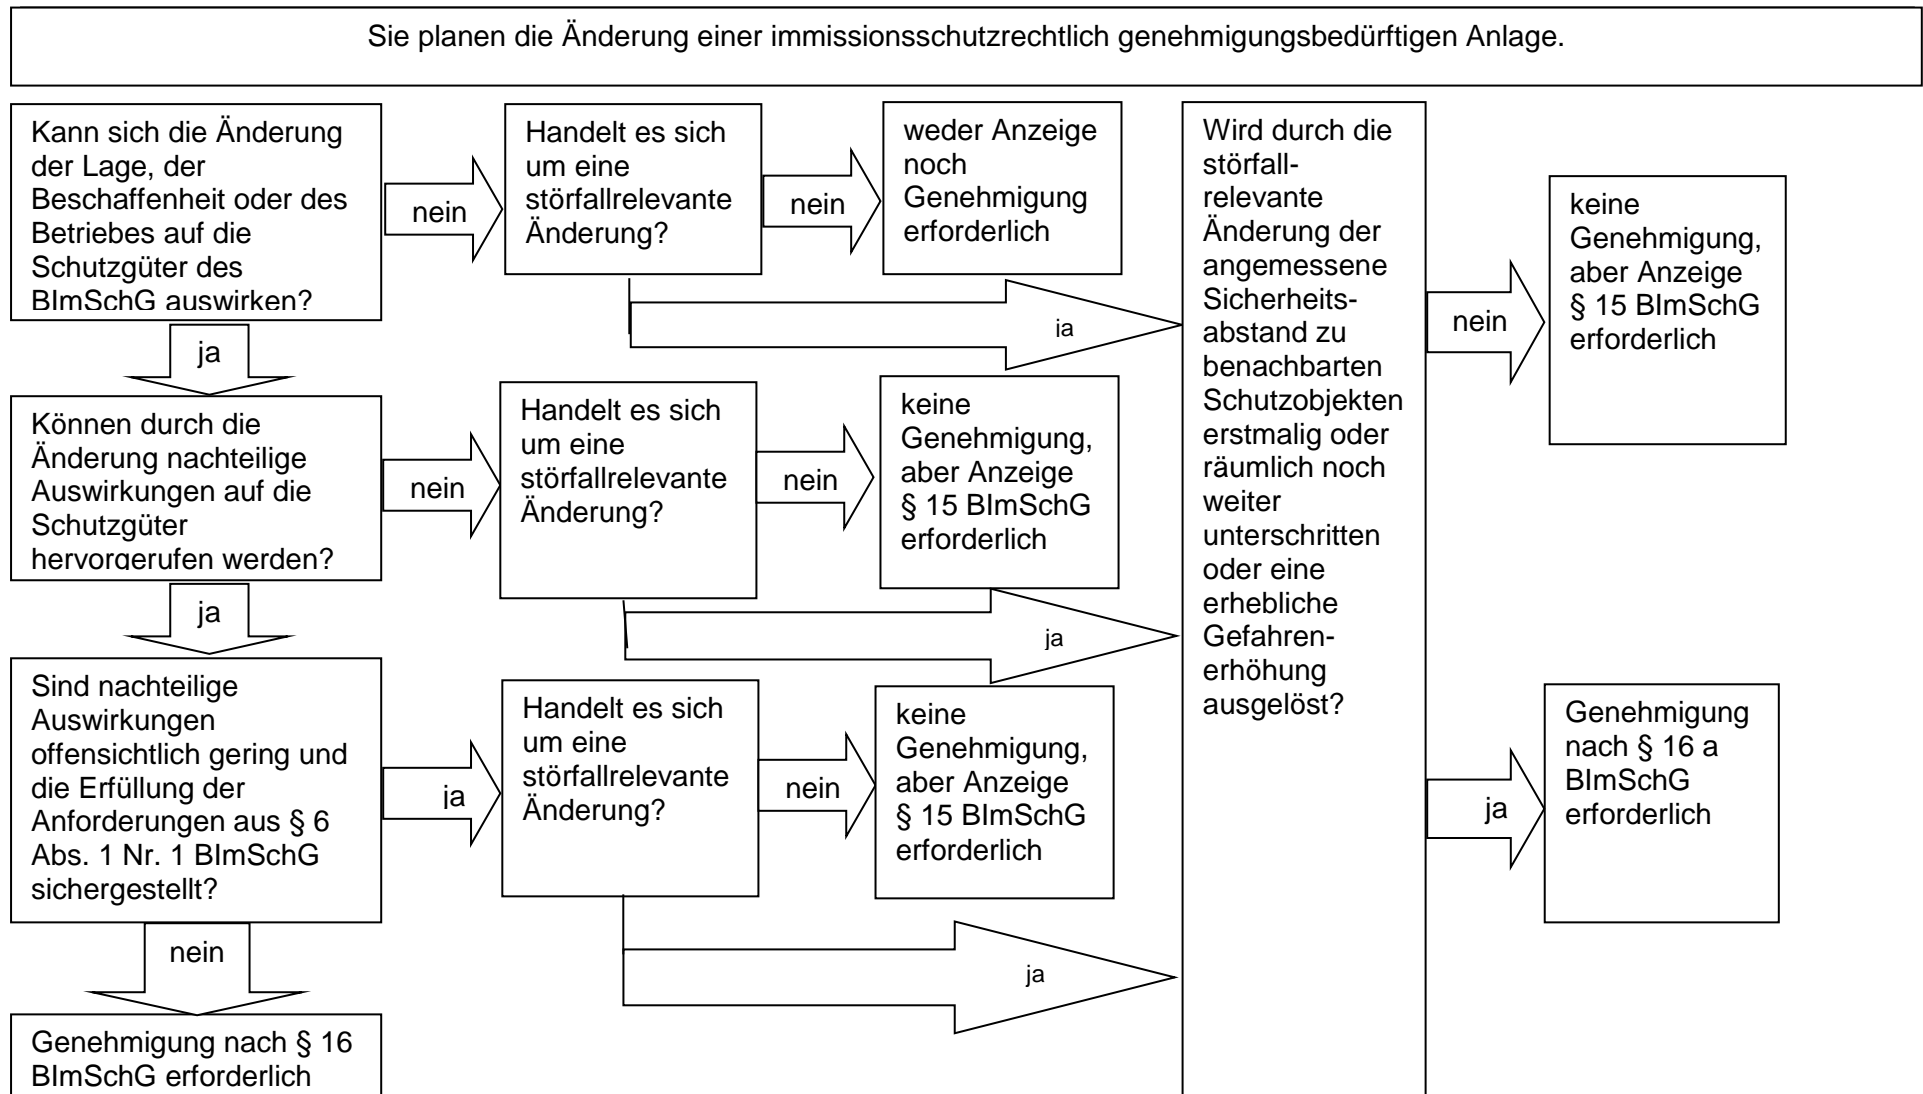 Sie planen die Änderung einer immissionsschutzrechtlich genehmigungsbedürftigen Anlage.
Kann sich die Änderung
der Lage, der
Beschaffenheit oder des
Betriebes auf die
Schutzgüter des
BImSchG auswirken?
nein
Handelt es sich
um eine
störfallrelevante
Änderung?
nein
weder Anzeige
noch
Genehmigung
erforderlich
ja
ja
Können durch die
Änderung nachteilige
Auswirkungen auf die
Schutzgüter
hervorgerufen werden?
nein
Handelt es sich
um eine
störfallrelevante
Änderung?
nein
keine
Genehmigung,
aber Anzeige
§ 15 BImSchG
erforderlich
ja
ja
Sind nachteilige
Auswirkungen
offensichtlich gering und
die Erfüllung der
Anforderungen aus § 6
Abs. 1 Nr. 1 BImSchG
sichergestellt?
ja
Handelt es sich
um eine
störfallrelevante
Änderung?
nein
keine
Genehmigung,
aber Anzeige
§ 15 BImSchG
erforderlich
ja
nein
Genehmigung nach § 16
BImSchG erforderlich
Wird durch die
störfall-
relevante
Änderung der
angemessene
Sicherheits-
abstand zu
benachbarten
Schutzobjekten
erstmalig oder
räumlich noch
weiter
unterschritten
oder eine
erhebliche
Gefahren-
erhöhung
ausgelöst?
nein
keine
Genehmigung,
aber Anzeige
§ 15 BImSchG
erforderlich
ja
Genehmigung
nach § 16 a
BImSchG
erforderlich